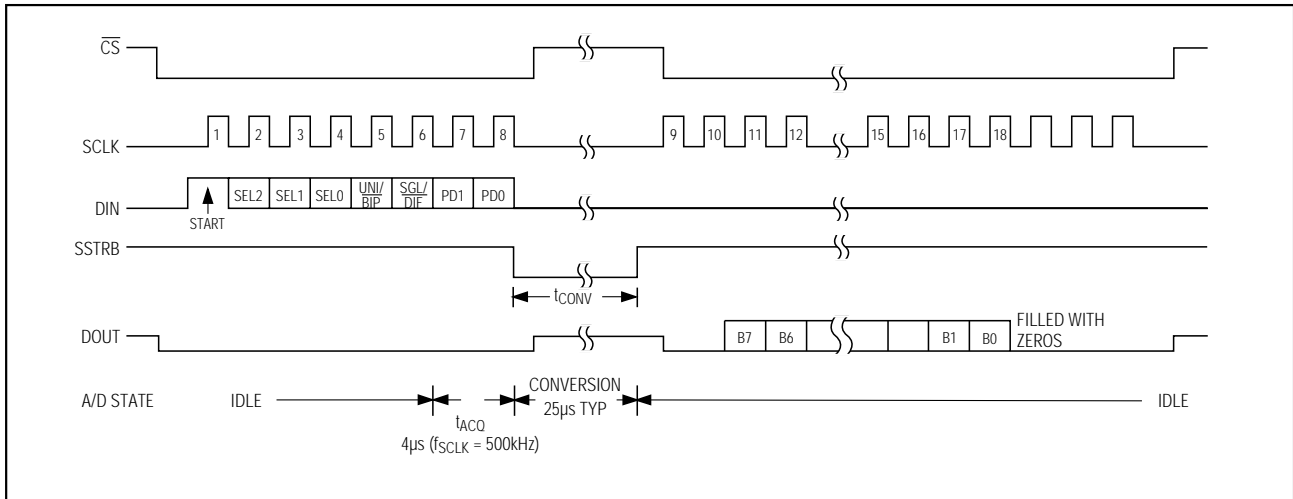 CS
SCLK
1 2 3 4 5 6 7 8 9 10 11 12 15 16 17 18
DIN
START
SEL2 SEL1 SEL0 UNI/BIP SGL/DIF PD1 PD0
SSTRB
tCONV
DOUT
B7 B6 B1 B0
FILLED WITH
ZEROS
A/D STATE
IDLE
tACQ
4µs (fSCLK = 500kHz)
CONVERSION
25µs TYP
IDLE